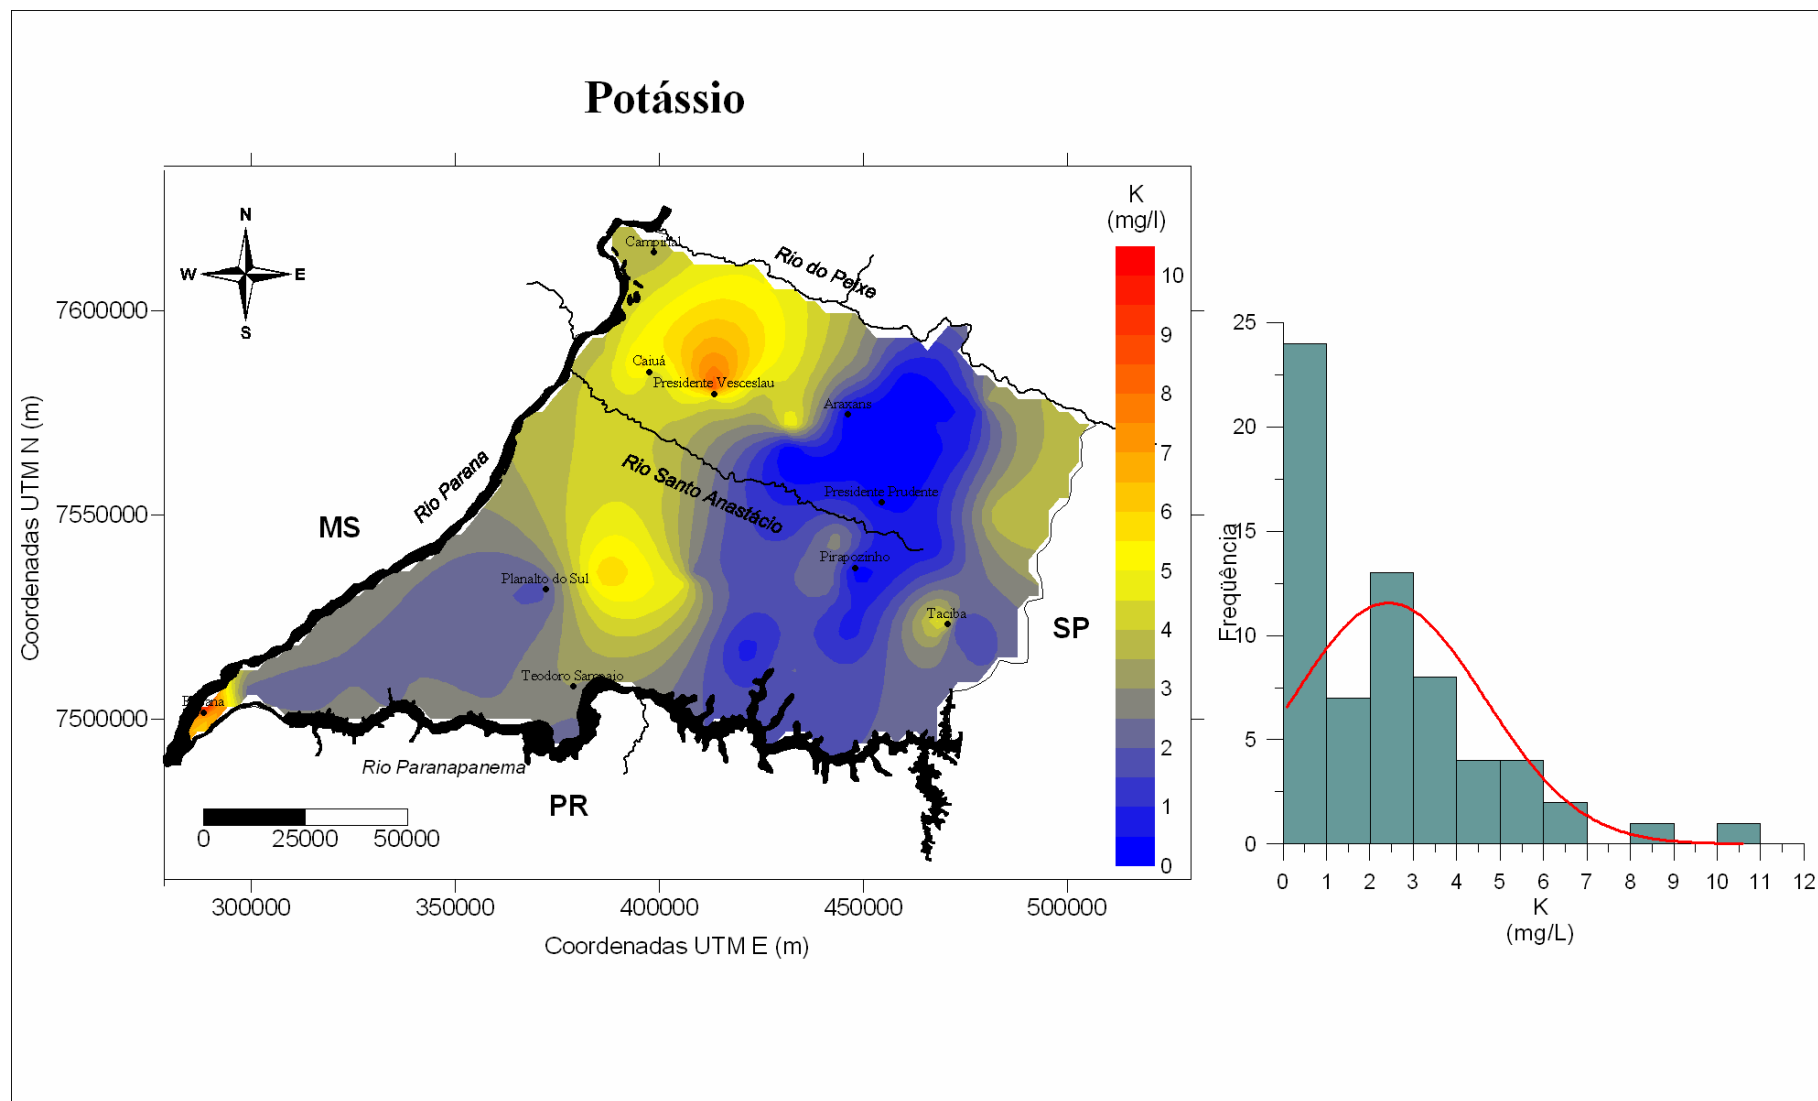 Potássio
K
(mg/l)
N
W
E
S
Campinal
Rio do Peixe
10
7600000
9
25
Caiuá
Presidente Vesceslau
8
Araxans
20
7
Rio Parana
Rio Santo Anastácio
Presidente Prudente
Coordenadas UTM N (m)
7550000
MS
6
15
Freqüência
Pirapozinho
Planalto do Sul
5
Taciba
SP
4
10
Teodoro Sampaio
3
7500000
5
Rio Paranapanema
2
PR
1
0
25000
50000
0
0
0
1
2
3
4
5
6
7
8
9
10
11
12
300000
350000
400000
450000
500000
K
(mg/L)
Coordenadas UTM E (m)